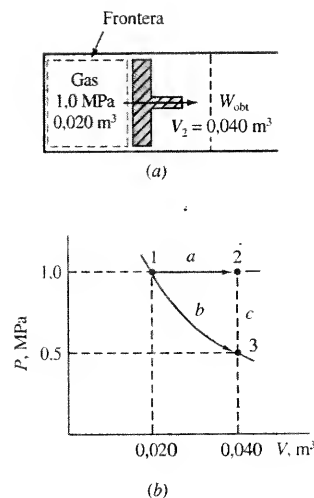 Frontera
Gas
1.0 MPa
0,020 m³
W_obt
V₂ = 0,040 m³
(a)
1 a 2
1.0
b c
P, MPa
0.5 3
0,020 0,040 V, m³
(b)